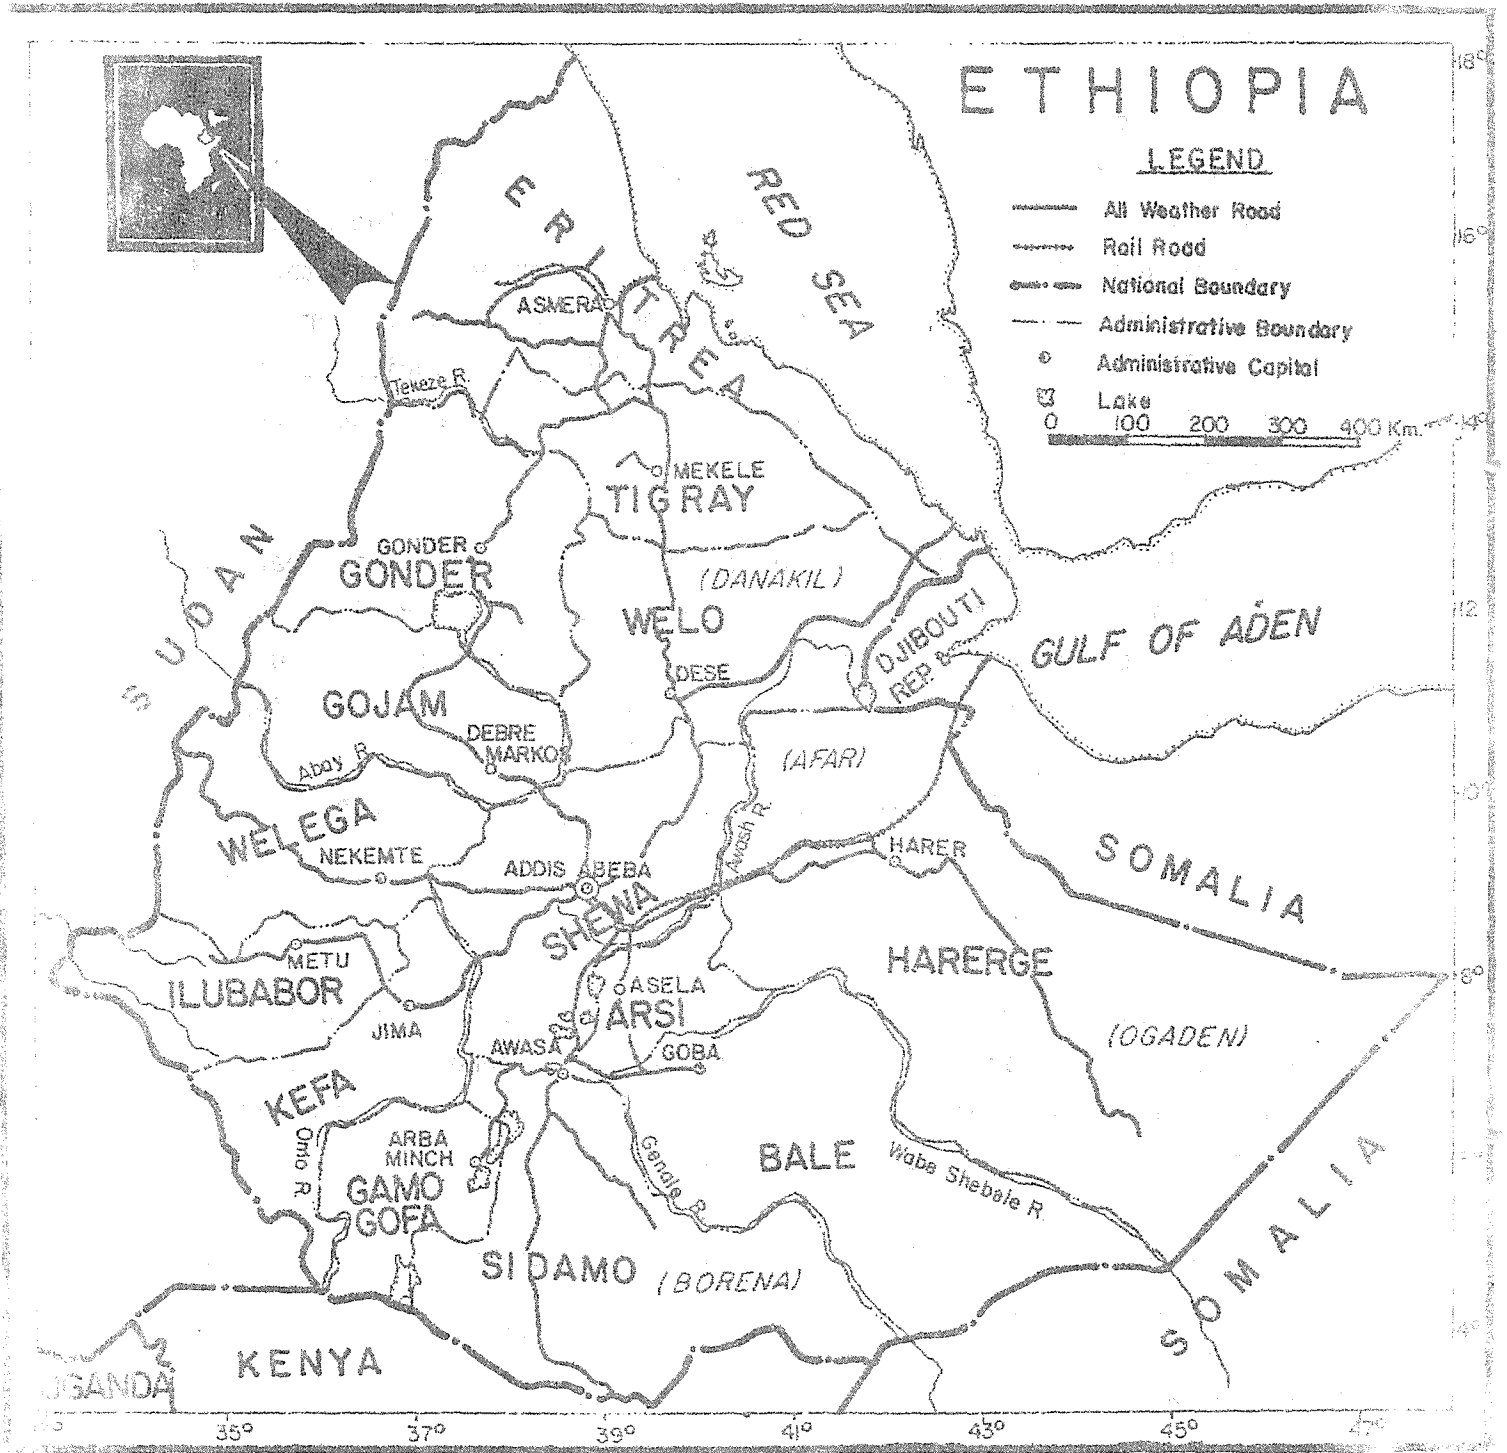 ETHIOPIA
LEGEND
All Weather Road
Rail Road
National Boundary
Administrative Boundary
Administrative Capital
Lake
0 100 200 300 400 Km.
18°
16°
14°
12
8°
4°
RED SEA
ERITREA
ASMERA
Tekeze R.
MEKELE
TIGRAY
SUDAN
GONDER
GONDER
(DANAKIL)
WELO
DJIBOUTI
REP.
GULF OF ADEN
DESE
GOJAM
DEBRE
MARKOS
Abay R.
(AFAR)
Awash R.
WELEGA
NEKEMTE
ADDIS ABEBA
HARER
SOMALIA
SHEWA
METU
ILUBABOR
HARERGE
ASELA
ARSI
JIMA
AWASA
GOBA
(OGADEN)
KEFA
Omo R.
ARBA
MINCH
GAMO
GOFA
Genale R.
BALE
Wabe Shebale R.
SIDAMO
(BORENA)
SOMALIA
KENYA
UGANDA
35° 37° 39° 41° 43° 45° 47°